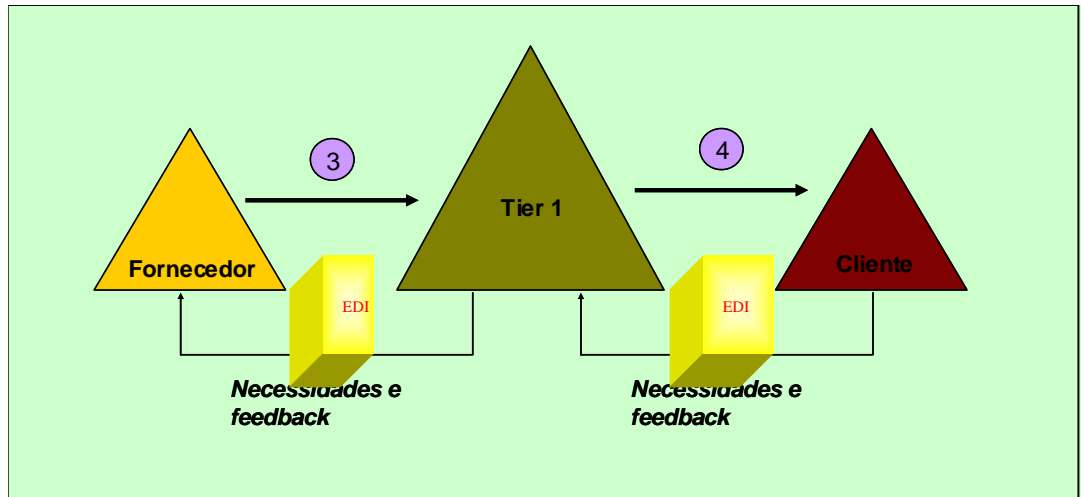 3
4
Tier 1
Fornecedor
Cliente
EDI
EDI
Necessidades e
feedback
Necessidades e
feedback